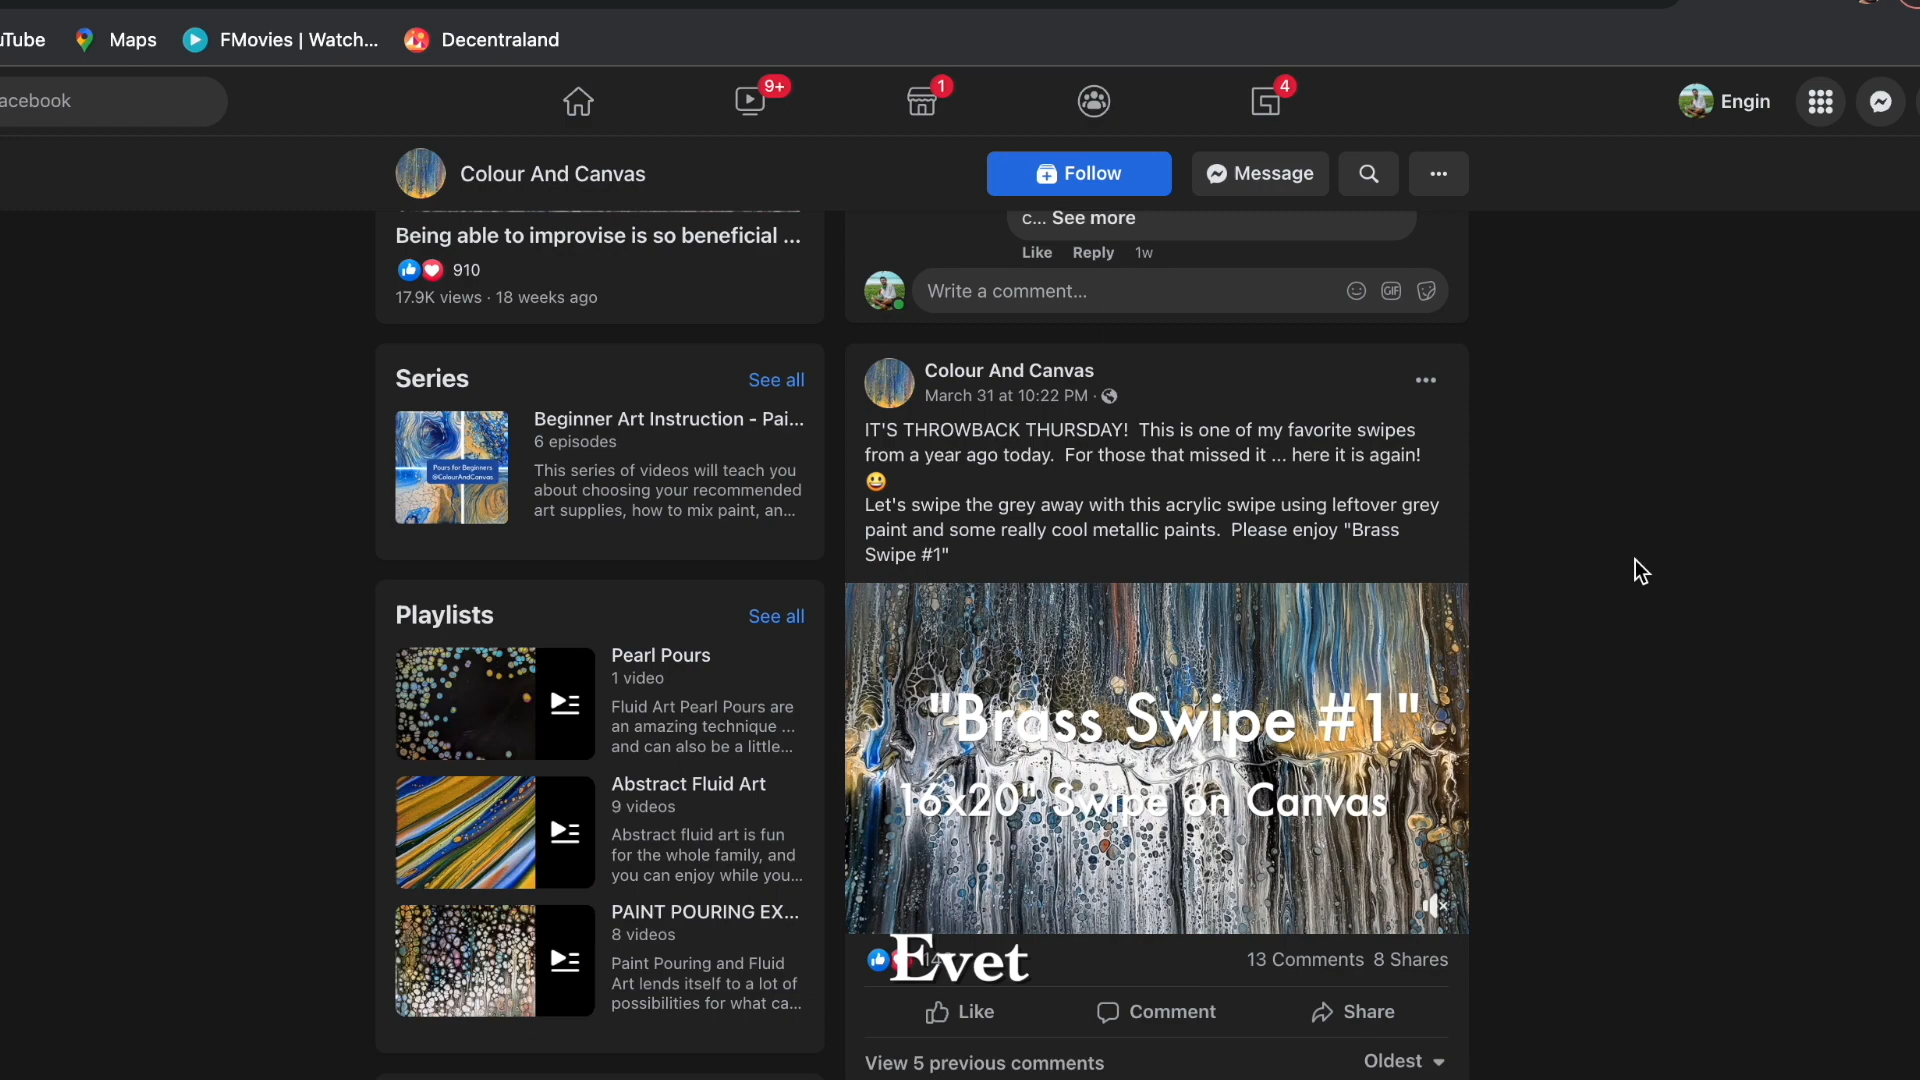 uTube Maps FMovies | Watch... Decentraland
acebook 9+ 1 4 Engin
Colour And Canvas Follow Message ...
Being able to improvise is so beneficial ...
910
17.9K views · 18 weeks ago
Series See all
Beginner Art Instruction - Pai...
6 episodes
This series of videos will teach you
about choosing your recommended
art supplies, how to mix paint, an...
Pours for Beginners
@ColourAndCanvas
Playlists See all
Pearl Pours
1 video
Fluid Art Pearl Pours are
an amazing technique ...
and can also be a little...
Abstract Fluid Art
9 videos
Abstract fluid art is fun
for the whole family, and
you can enjoy while you...
PAINT POURING EX...
8 videos
Paint Pouring and Fluid
Art lends itself to a lot of
possibilities for what ca...
c... See more
Like Reply 1w
Write a comment... GIF
Colour And Canvas
March 31 at 10:22 PM ·
IT'S THROWBACK THURSDAY! This is one of my favorite swipes
from a year ago today. For those that missed it ... here it is again!
😃
Let's swipe the grey away with this acrylic swipe using leftover grey
paint and some really cool metallic paints. Please enjoy "Brass
Swipe #1"
"Brass Swipe #1"
16x20" Swipe on Canvas
Evet
13 Comments 8 Shares
Like Comment Share
View 5 previous comments Oldest